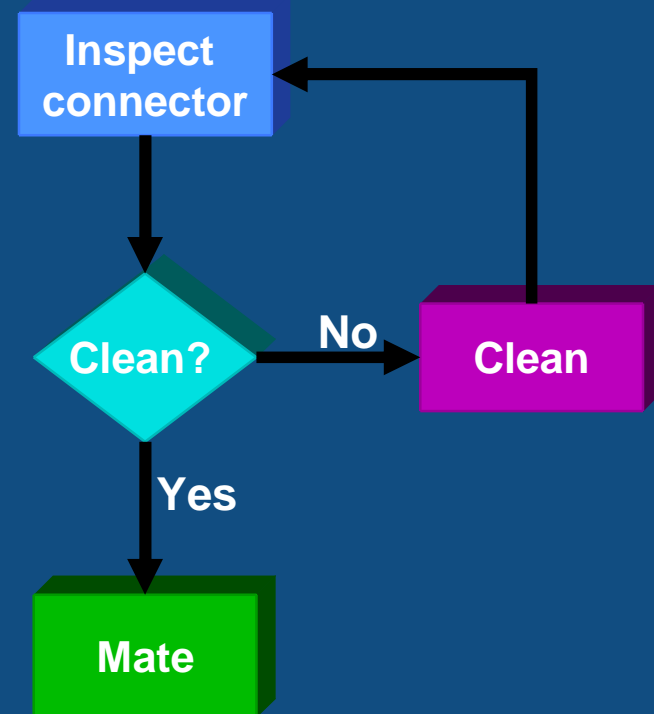 Inspect
connector
Clean?
No
Clean
Yes
Mate